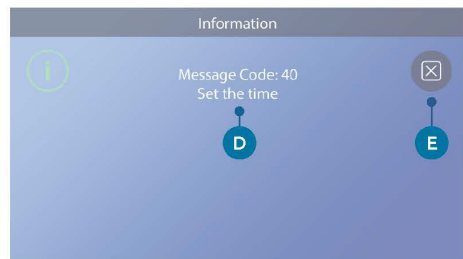 Information
Message Code: 40
Set the time
D
E